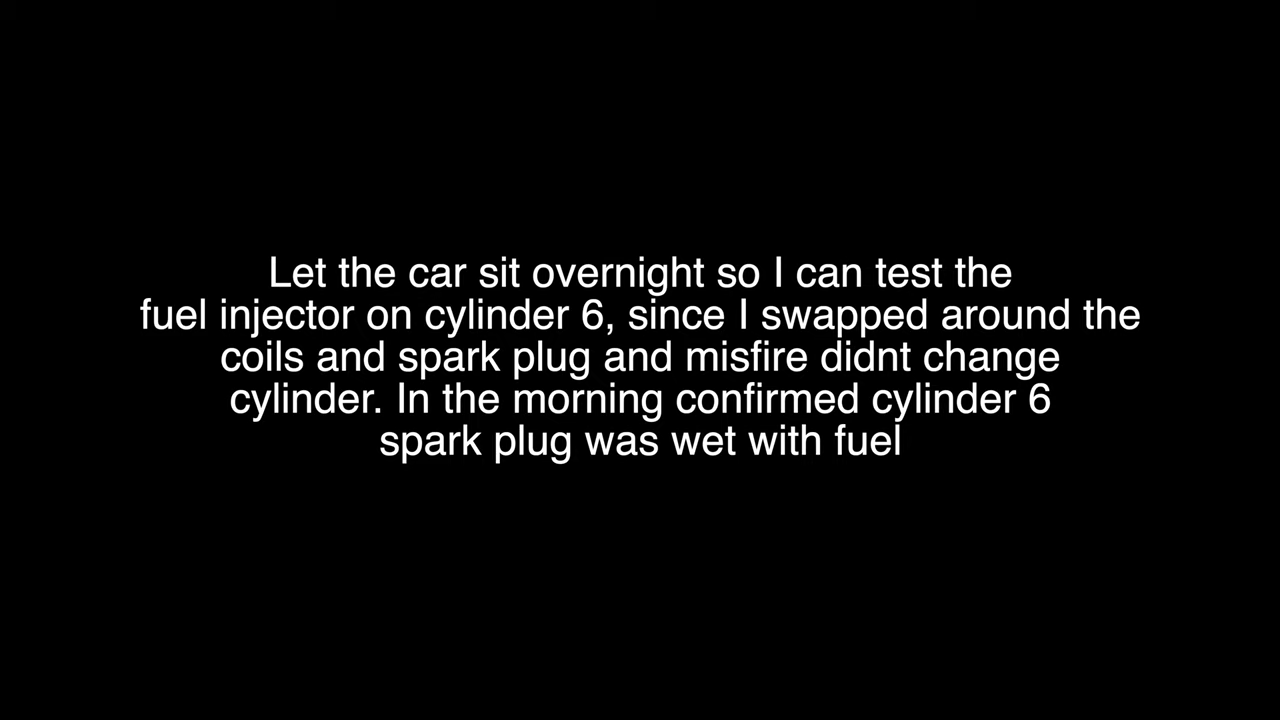 Let the car sit overnight so I can test the
fuel injector on cylinder 6, since I swapped around the
coils and spark plug and misfire didnt change
cylinder. In the morning confirmed cylinder 6
spark plug was wet with fuel